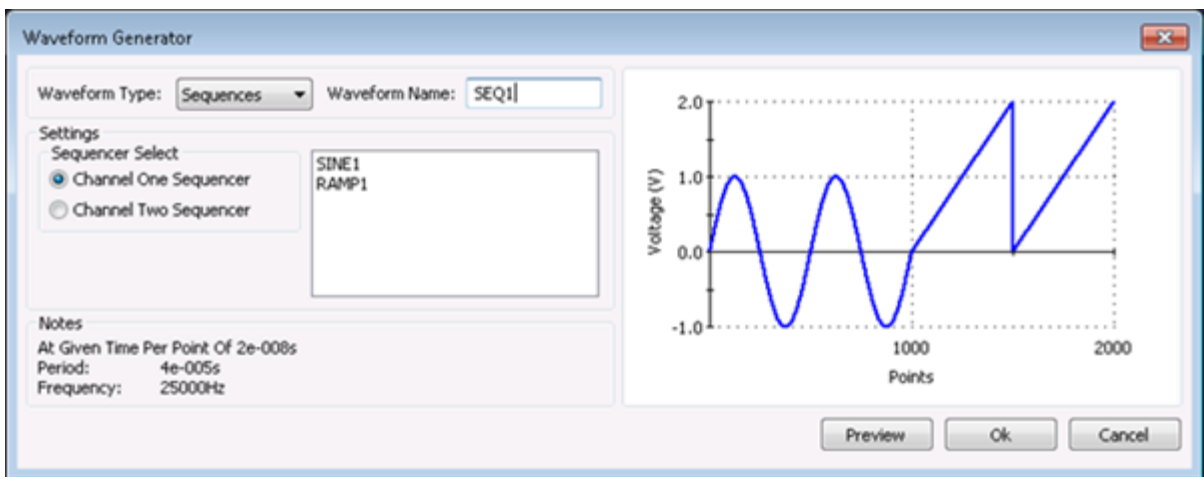 Waveform Generator
Waveform Type: Sequences Waveform Name: SEQ1
Settings
Sequencer Select
Channel One Sequencer
Channel Two Sequencer
SINE1
RAMP1
Notes
At Given Time Per Point Of 2e-008s
Period: 4e-005s
Frequency: 25000Hz
2.0
1.0
0.0
-1.0
Voltage (V)
1000 2000
Points
Preview Ok Cancel